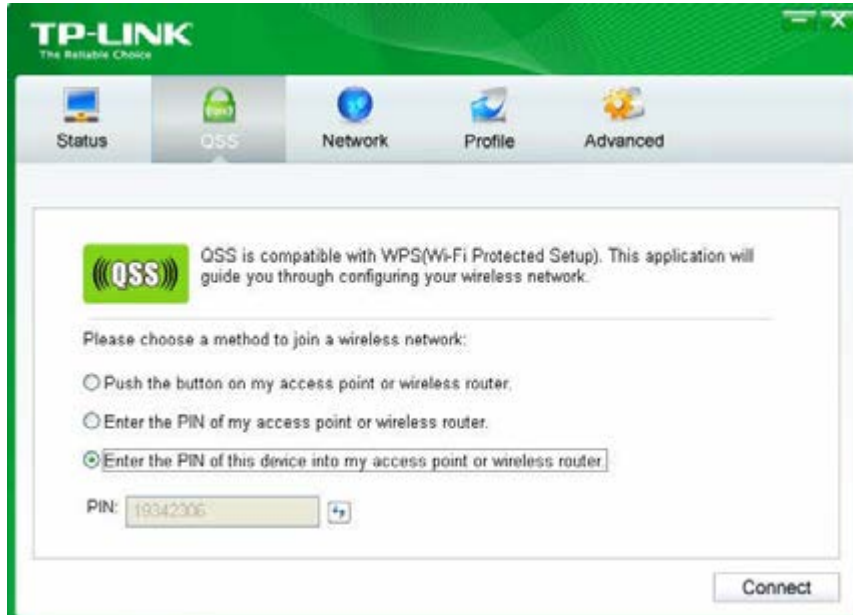 TP-LINK
The Reliable Choice
Status QSS Network Profile Advanced
(((QSS)))
QSS is compatible with WPS(Wi-Fi Protected Setup). This application will
guide you through configuring your wireless network.
Please choose a method to join a wireless network:
Push the button on my access point or wireless router.
Enter the PIN of my access point or wireless router.
Enter the PIN of this device into my access point or wireless router.
PIN: 19342306
Connect